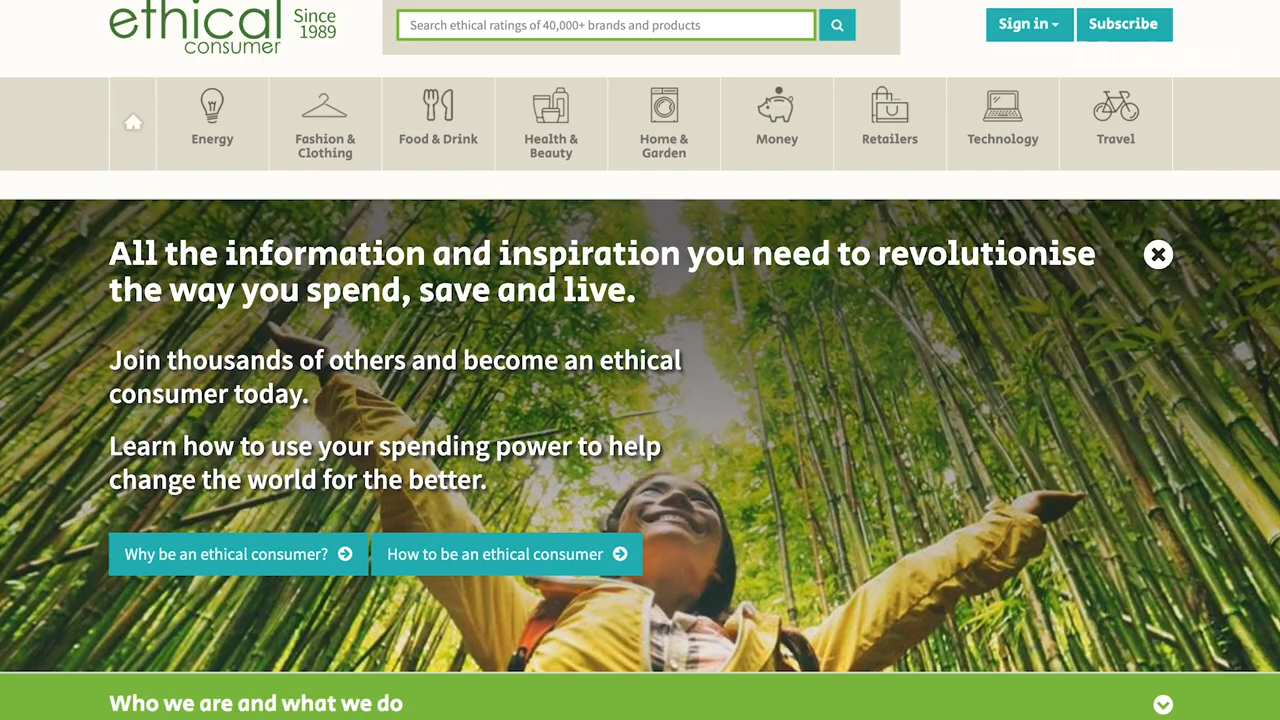 ethical
consumer
Since
1989
Search ethical ratings of 40,000+ brands and products
Sign in
Subscribe
Energy
Fashion &
Clothing
Food & Drink
Health &
Beauty
Home &
Garden
Money
Retailers
Technology
Travel
All the information and inspiration you need to revolutionise
the way you spend, save and live.
Join thousands of others and become an ethical
consumer today.
Learn how to use your spending power to help
change the world for the better.
Why be an ethical consumer?
How to be an ethical consumer
Who we are and what we do